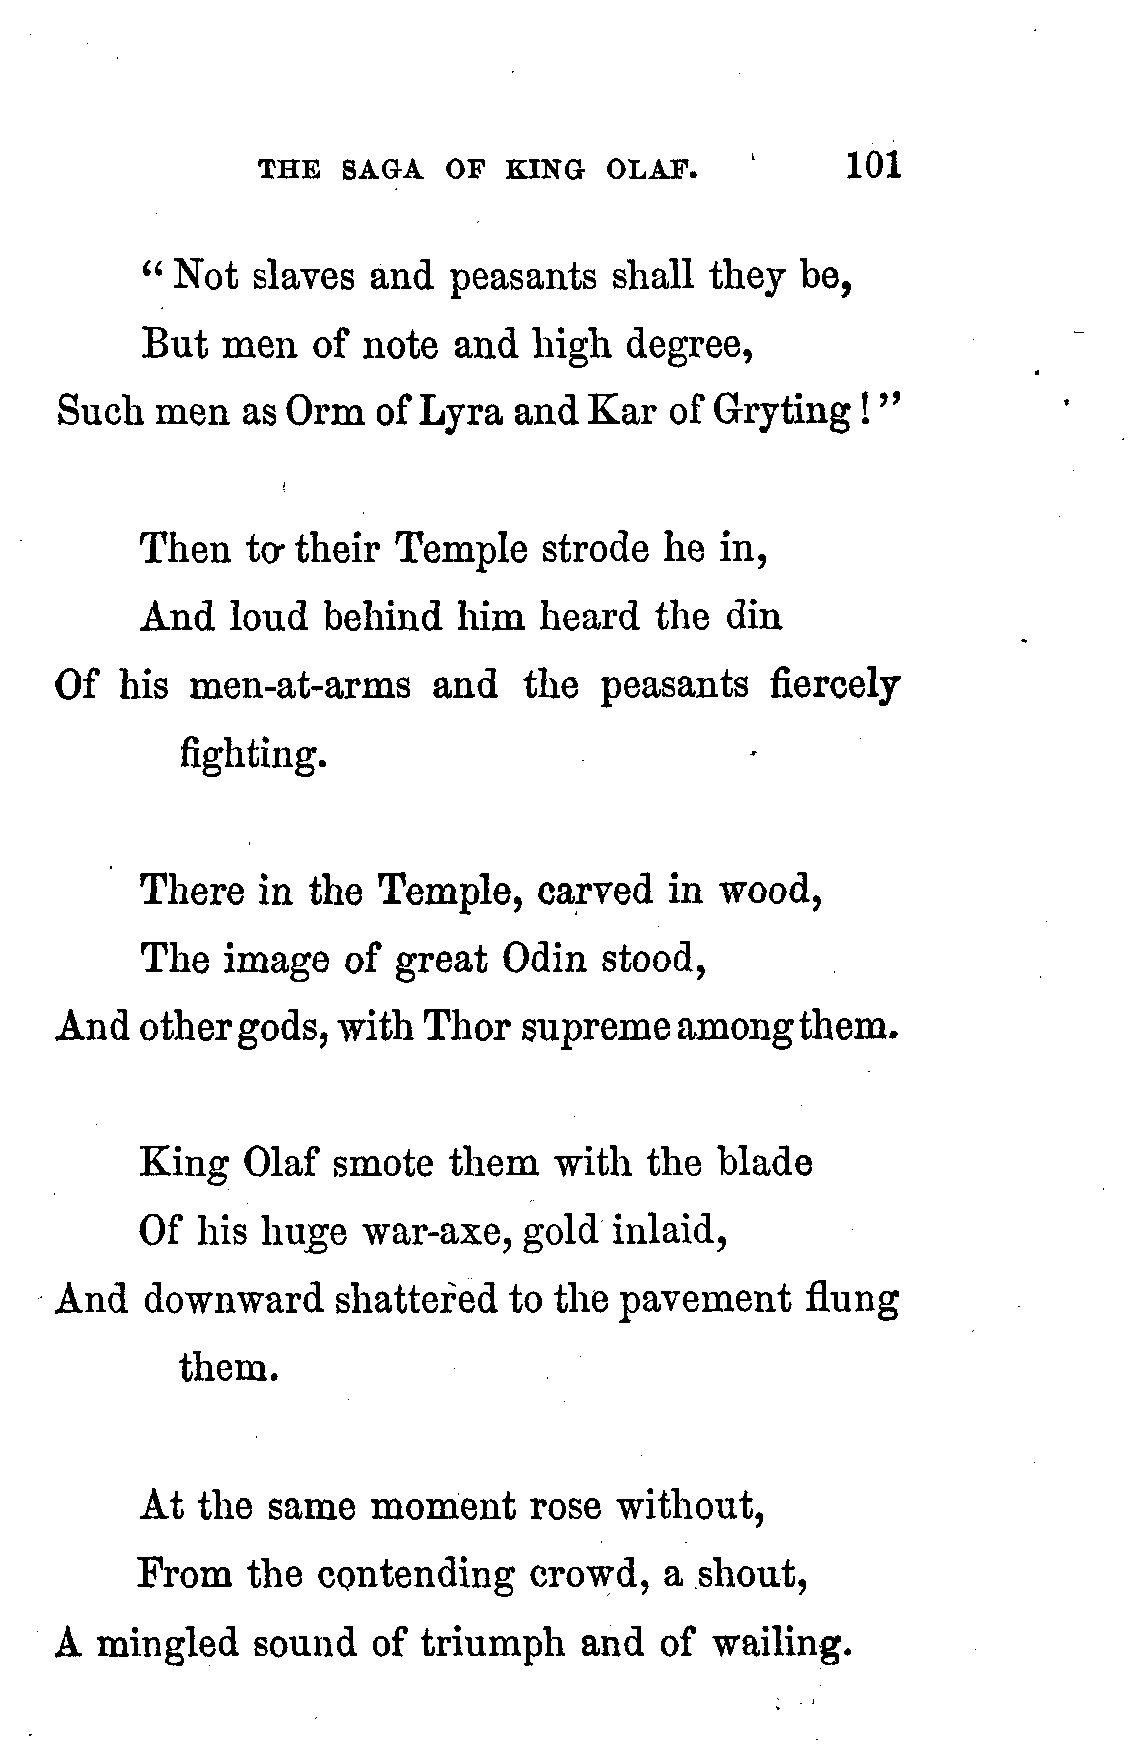 THE SAGA OF KING OLAF. 101
“Not slaves and peasants shall they be,
But men of note and high degree,
Such men as Orm of Lyra and Kar of Gryting!”
Then to their Temple strode he in,
And loud behind him heard the din
Of his men-at-arms and the peasants fiercely
fighting.
There in the Temple, carved in wood,
The image of great Odin stood,
And other gods, with Thor supreme among them.
King Olaf smote them with the blade
Of his huge war-axe, gold inlaid,
And downward shattered to the pavement flung
them.
At the same moment rose without,
From the contending crowd, a shout,
A mingled sound of triumph and of wailing.